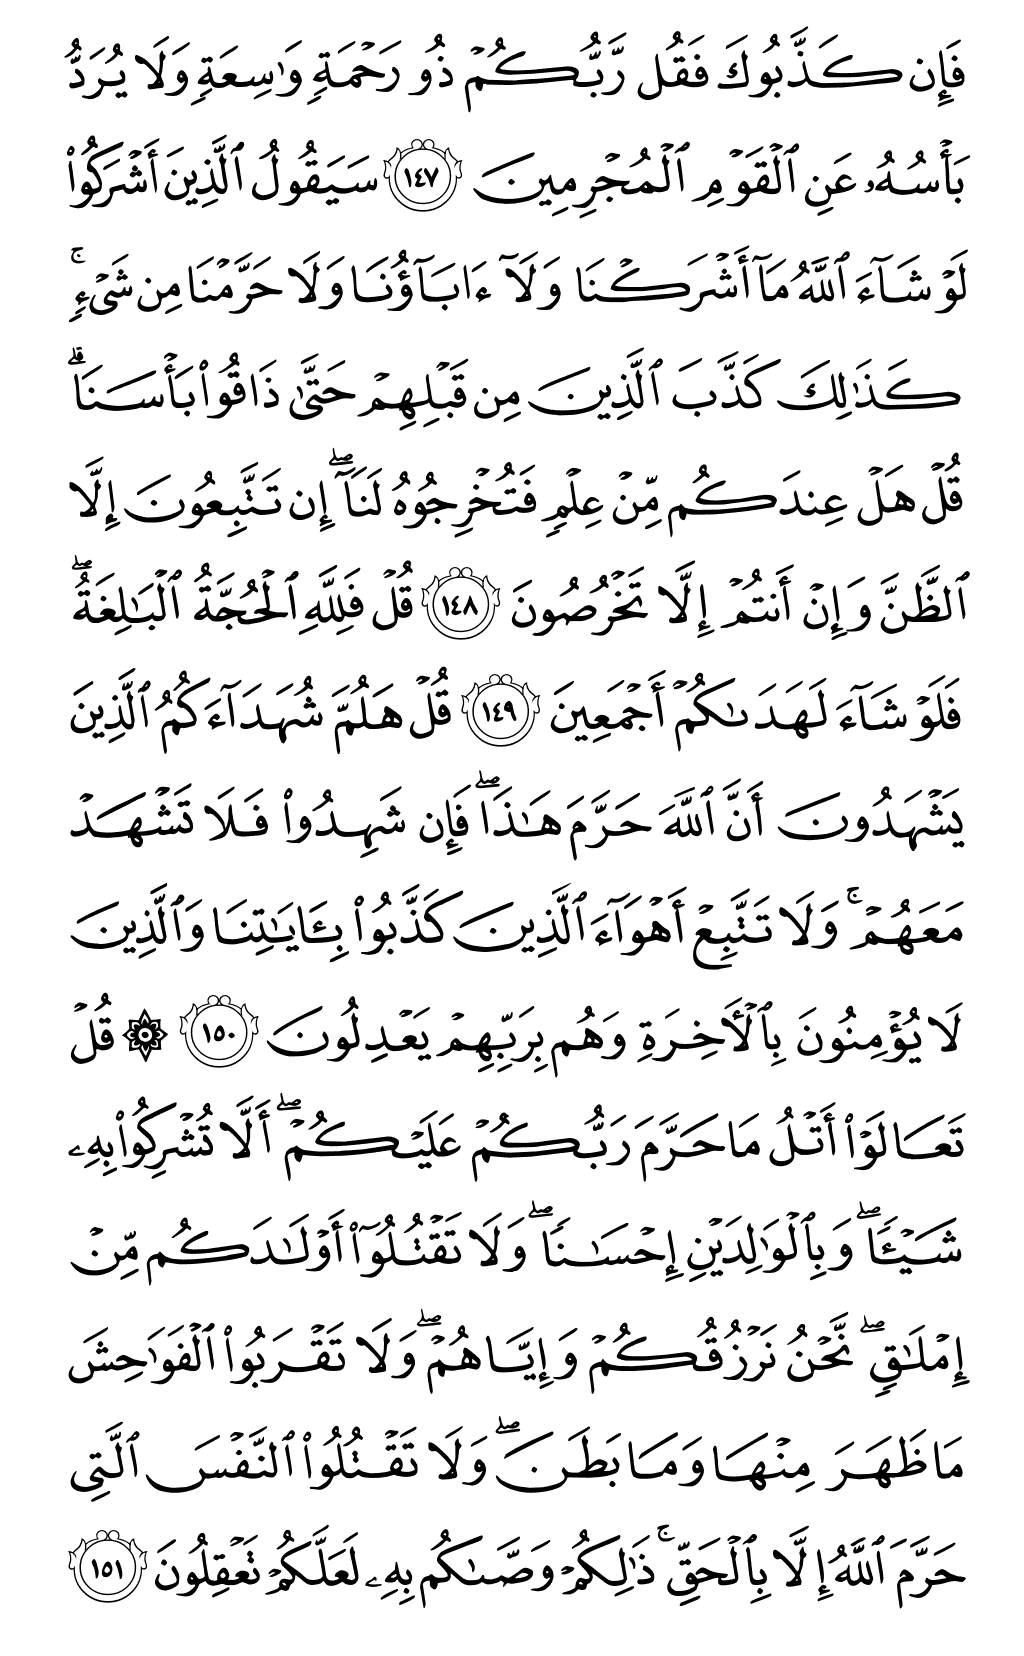 فَإِن كَذَّبُوكَ فَقُل رَّبُّكُمْ ذُو رَحْمَةٍ وَٰسِعَةٍ وَلَا يُرَدُّ
بَأْسُهُۥ عَنِ ٱلْقَوْمِ ٱلْمُجْرِمِينَ ١٤٧ سَيَقُولُ ٱلَّذِينَ أَشْرَكُوا۟
لَوْ شَآءَ ٱللَّهُ مَآ أَشْرَكْنَا وَلَآ ءَابَآؤُنَا وَلَا حَرَّمْنَا مِن شَىْءٍ ۚ
كَذَٰلِكَ كَذَّبَ ٱلَّذِينَ مِن قَبْلِهِمْ حَتَّىٰ ذَاقُوا۟ بَأْسَنَا ۗ
قُلْ هَلْ عِندَكُم مِّنْ عِلْمٍ فَتُخْرِجُوهُ لَنَآ ۖ إِن تَتَّبِعُونَ إِلَّا
ٱلظَّنَّ وَإِنْ أَنتُمْ إِلَّا تَخْرُصُونَ ١٤٨ قُلْ فَلِلَّهِ ٱلْحُجَّةُ ٱلْبَٰلِغَةُ ۖ
فَلَوْ شَآءَ لَهَدَىٰكُمْ أَجْمَعِينَ ١٤٩ قُلْ هَلُمَّ شُهَدَآءَكُمُ ٱلَّذِينَ
يَشْهَدُونَ أَنَّ ٱللَّهَ حَرَّمَ هَٰذَا ۖ فَإِن شَهِدُوا۟ فَلَا تَشْهَدْ
مَعَهُمْ ۚ وَلَا تَتَّبِعْ أَهْوَآءَ ٱلَّذِينَ كَذَّبُوا۟ بِـَٔايَٰتِنَا وَٱلَّذِينَ
لَا يُؤْمِنُونَ بِٱلْـَٔاخِرَةِ وَهُم بِرَبِّهِمْ يَعْدِلُونَ ١٥٠ ۞ قُلْ
تَعَالَوْا۟ أَتْلُ مَا حَرَّمَ رَبُّكُمْ عَلَيْكُمْ ۖ أَلَّا تُشْرِكُوا۟ بِهِۦ
شَيْـًٔا ۖ وَبِٱلْوَٰلِدَيْنِ إِحْسَٰنًا ۖ وَلَا تَقْتُلُوٓا۟ أَوْلَٰدَكُم مِّنْ
إِمْلَٰقٍ ۖ نَّحْنُ نَرْزُقُكُمْ وَإِيَّاهُمْ ۖ وَلَا تَقْرَبُوا۟ ٱلْفَوَٰحِشَ
مَا ظَهَرَ مِنْهَا وَمَا بَطَنَ ۖ وَلَا تَقْتُلُوا۟ ٱلنَّفْسَ ٱلَّتِى
حَرَّمَ ٱللَّهُ إِلَّا بِٱلْحَقِّ ۚ ذَٰلِكُمْ وَصَّىٰكُم بِهِۦ لَعَلَّكُمْ تَعْقِلُونَ ١٥١